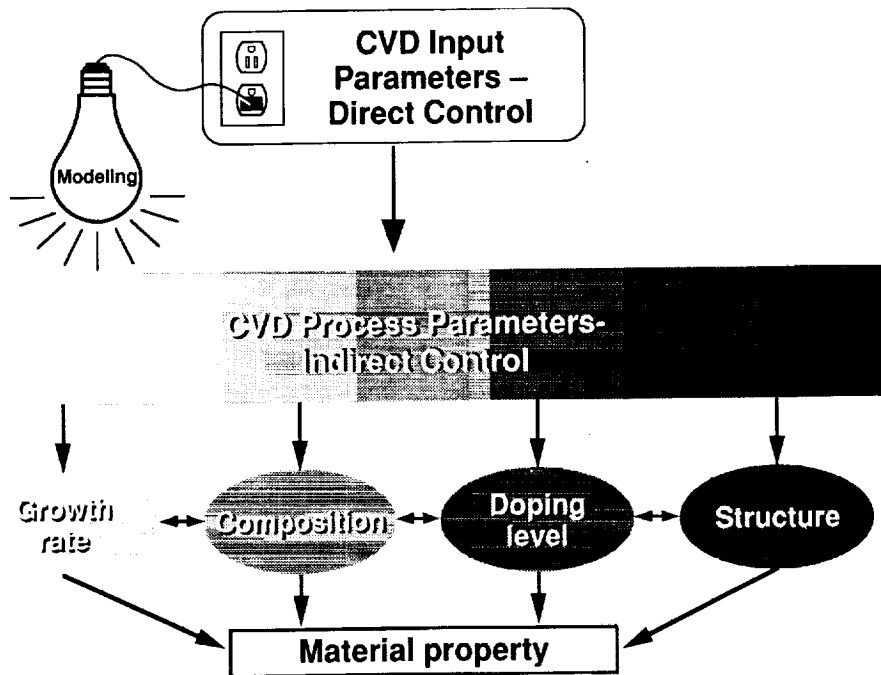 CVD Input
Parameters –
Direct Control
Modeling
CVD Process Parameters-
Indirect Control
Growth
rate
Composition
Doping
level
Structure
Material property